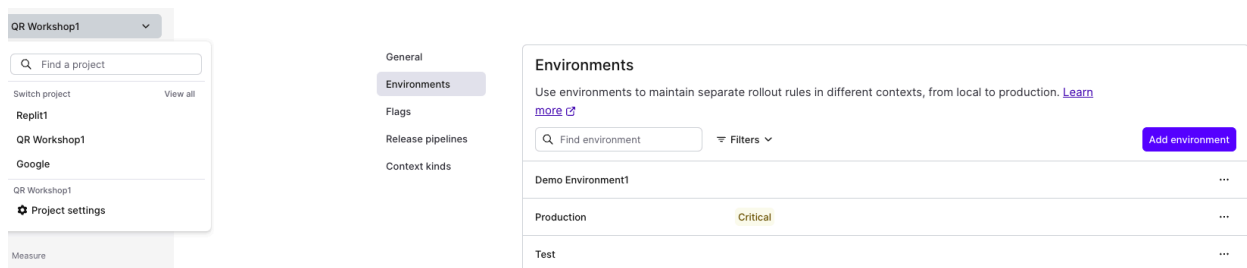 QR Workshop1
Find a project
Switch project View all
Replit1
QR Workshop1
Google
QR Workshop1
Project settings
Measure
General
Environments
Flags
Release pipelines
Context kinds
Environments
Use environments to maintain separate rollout rules in different contexts, from local to production. Learn
more
Find environment Filters Add environment
Demo Environment1 ...
Production Critical ...
Test ...